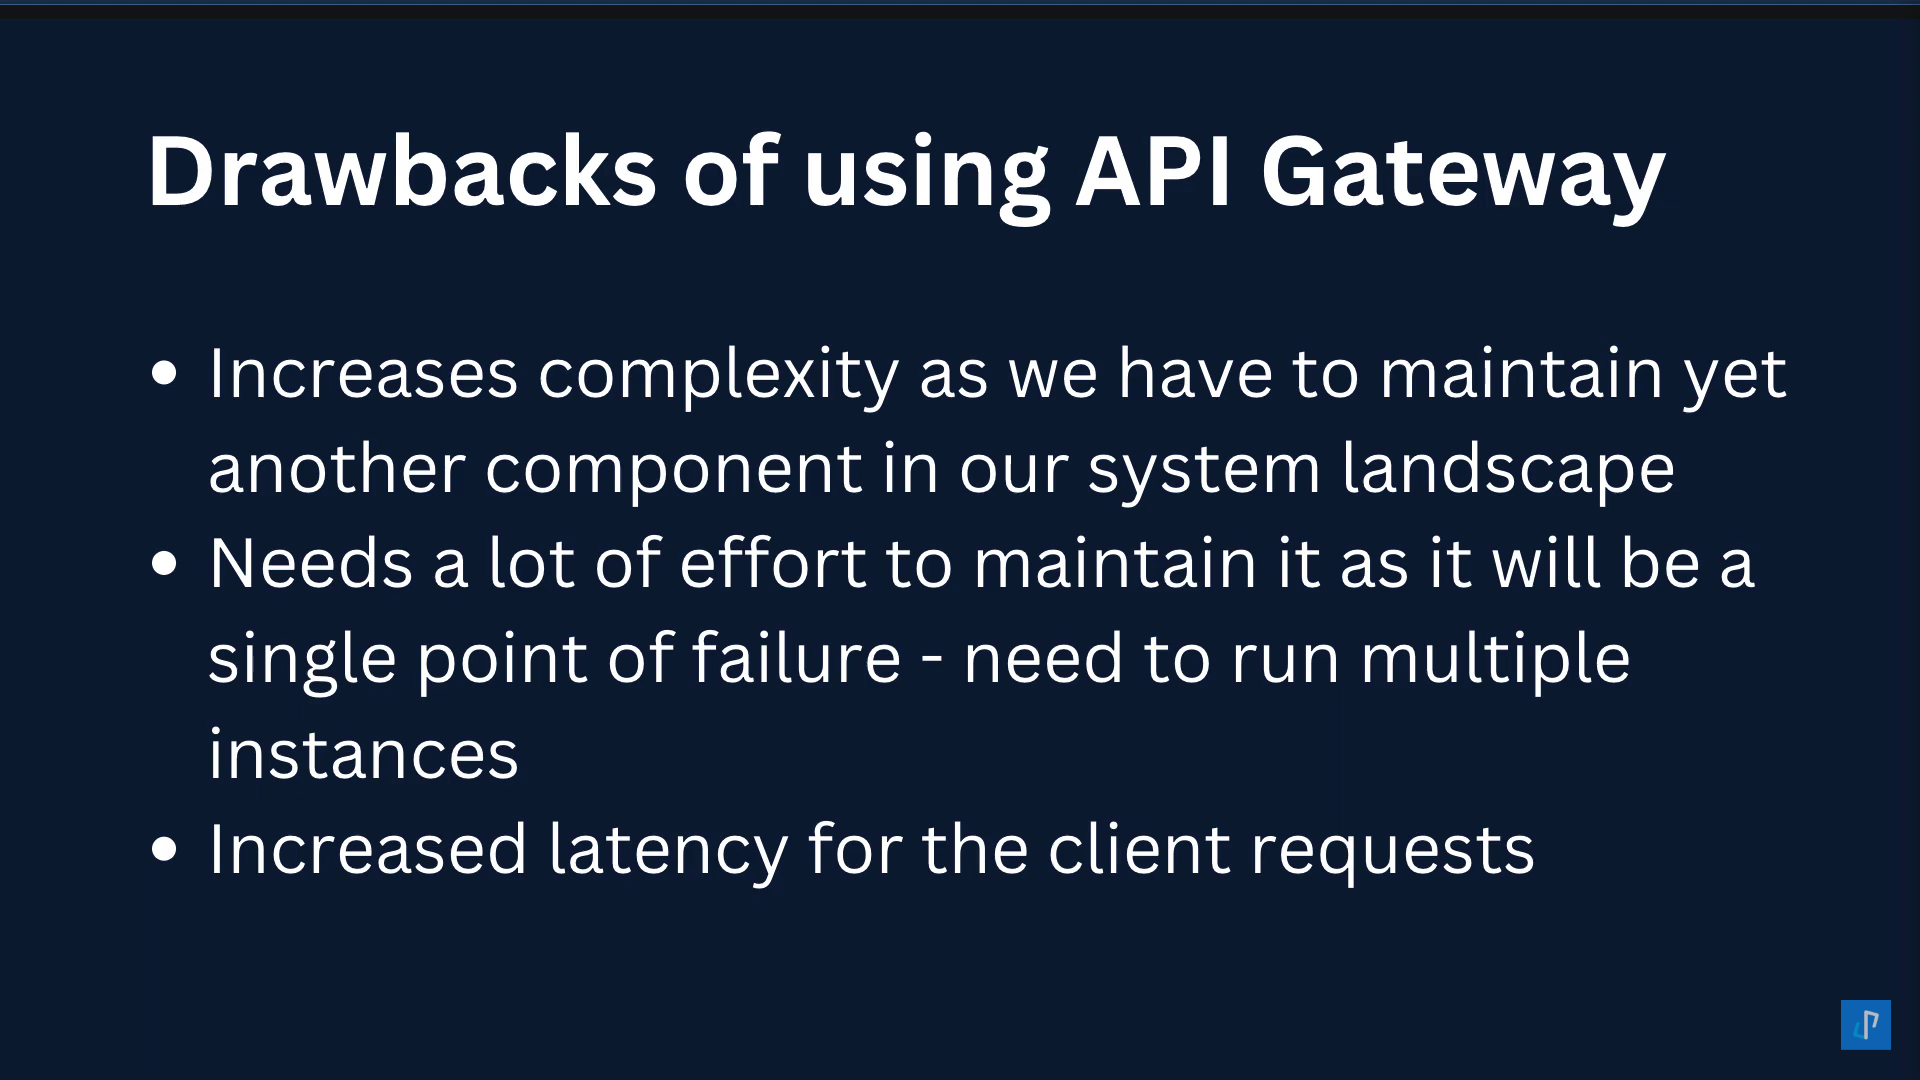 Drawbacks of using API Gateway
• Increases complexity as we have to maintain yet
another component in our system landscape
• Needs a lot of effort to maintain it as it will be a
single point of failure - need to run multiple
instances
• Increased latency for the client requests